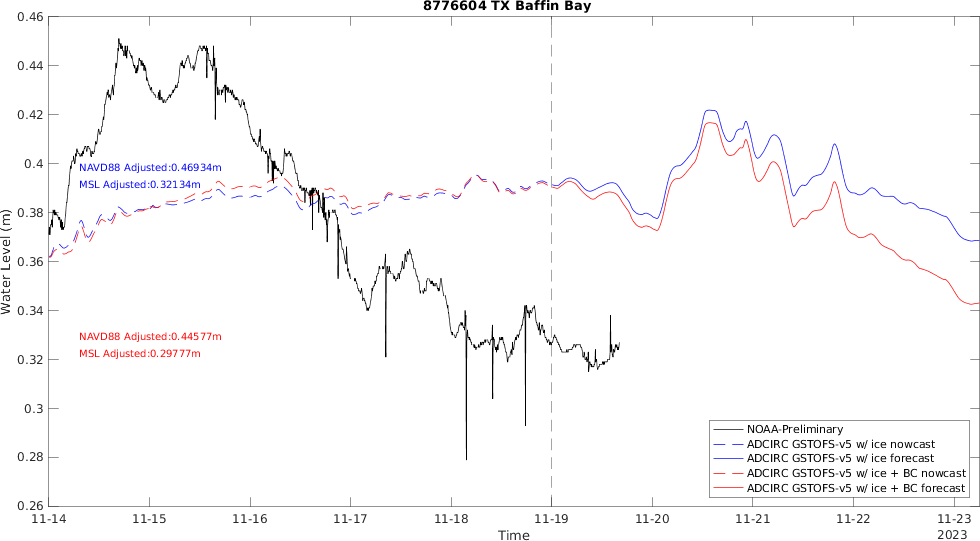 8776604 TX Baffin Bay
0.46
0.44
0.42
0.4
0.38
0.36
0.34
0.32
0.3
0.28
0.26
Water Level (m)
NAVD88 Adjusted:0.46934m
MSL Adjusted:0.32134m
NAVD88 Adjusted:0.44577m
MSL Adjusted:0.29777m
NOAA-Preliminary
ADCIRC GSTOFS-v5 w/ ice nowcast
ADCIRC GSTOFS-v5 w/ ice forecast
ADCIRC GSTOFS-v5 w/ ice + BC nowcast
ADCIRC GSTOFS-v5 w/ ice + BC forecast
11-14 11-15 11-16 11-17 11-18 11-19 11-20 11-21 11-22 11-23
Time
2023